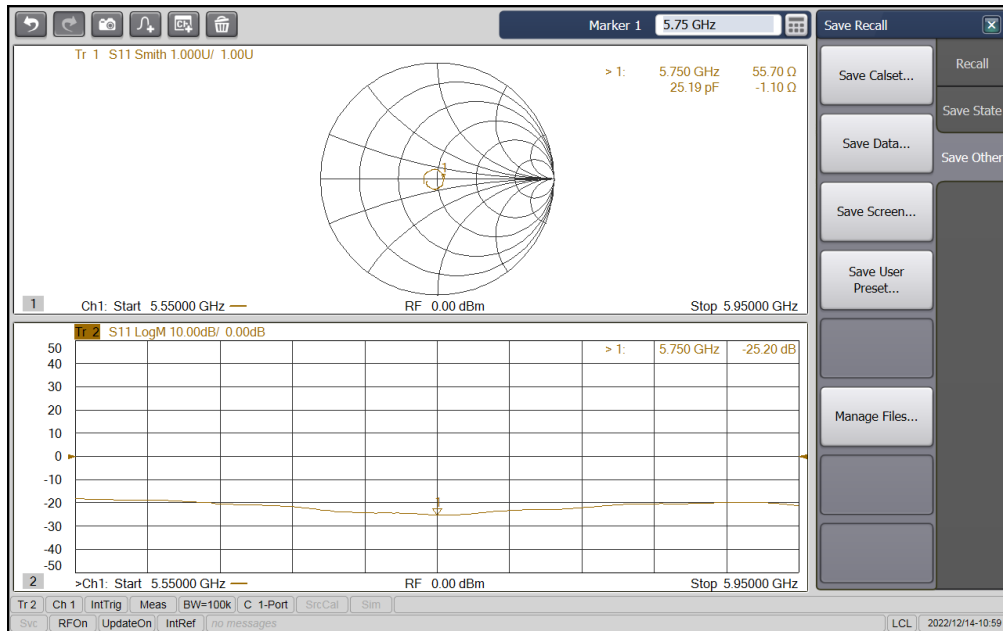 Marker 1 5.75 GHz
Save Recall
Tr 1 S11 Smith 1.000U/ 1.00U
> 1: 5.750 GHz 55.70 Ω
25.19 pF -1.10 Ω
1
1
Ch1: Start 5.55000 GHz
RF 0.00 dBm
Stop 5.95000 GHz
Tr 2 S11 LogM 10.00dB/ 0.00dB
> 1: 5.750 GHz -25.20 dB
50
40
30
20
10
0
-10
-20
-30
-40
-50
1
2
>Ch1: Start 5.55000 GHz
RF 0.00 dBm
Stop 5.95000 GHz
Save Calset...
Save Data...
Save Screen...
Save User
Preset...
Manage Files...
Recall
Save State
Save Other
Tr 2 Ch 1 IntTrig Meas BW=100k C 1-Port SrcCal Sim
Svc RFOn UpdateOn IntRef no messages LCL 2022/12/14-10:59